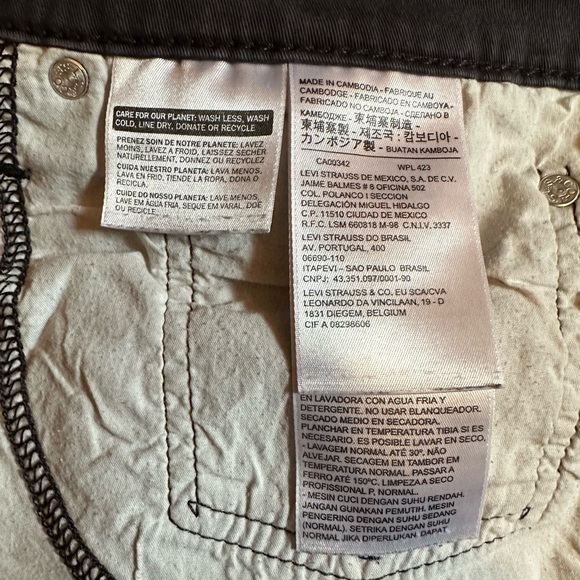 CARE FOR OUR PLANET: WASH LESS, WASH
COLD, LINE DRY, DONATE OR RECYCLE
PRENEZ SOIN DE NOTRE PLANETE: LAVEZ
MOINS, LAVEZ A FROID, LAISSEZ SÉCHER
NATURELLEMENT, DONNEZ OU RECYCLEZ
CUIDA NUESTRO PLANETA: LAVA MENOS,
LAVA EN FRIO, TIENDE LA ROPA, DONA O
RECICLA.
CUIDE DO NOSSO PLANETA: LAVE MENOS,
LAVE EM ÁGUA FRIA, SEQUE EM VARAL, DOE
OU RECICLE.
MADE IN CAMBODIA - FABRIQUE AU
CAMBODGE - FABRICADO EN CAMBOYA -
FABRICADO NO CAMBOJA - СДЕЛАНО В
КАМБОДЖЕ - 柬埔寨制造 -
柬埔寨製 - 제조국 - 캄보디아 -
カンボジア製 - BUATAN KAMBOJA
CA00342 WPL 423
LEVI STRAUSS DE MEXICO, S.A. DE C.V.
JAIME BALMES # 8 OFICINA 502
COL. POLANCO I SECCION
DELEGACIÓN MIGUEL HIDALGO
C.P. 11510 CIUDAD DE MEXICO
R.F.C. LSM 660818 M-98 C.N.I.V. 3337
LEVI STRAUSS DO BRASIL
AV. PORTUGAL, 400
06690-110
ITAPEVI - SAO PAULO BRASIL
CNPJ: 43.351.097/0001-90
LEVI STRAUSS & CO. EU SCA/CVA
LEONARDO DA VINCILAAN, 19 - D
1831 DIEGEM, BELGIUM
CIF A 08298606
EN LAVADORA CON AGUA FRIA Y
DETERGENTE. NO USAR BLANQUEADOR.
SECADO MEDIO EN SECADORA.
PLANCHAR EN TEMPERATURA TIBIA SI ES
NECESARIO. ES POSIBLE LAVAR EN SECO.
- LAVAGEM NORMAL ATÉ 30º. NÃO
ALVEJAR. SECAGEM EM TAMBOR EM
TEMPERATURA NORMAL. PASSAR A
FERRO ATÉ 150ºC. LIMPEZA A SECO
PROFISSIONAL P, NORMAL.
- MESIN CUCI DENGAN SUHU RENDAH.
JANGAN GUNAKAN PEMUTIH. MESIN
PENGERING DENGAN SUHU SEDANG
(NORMAL). SETRIKA DENGAN SUHU
NORMAL JIKA DIPERLUKAN. DAPAT